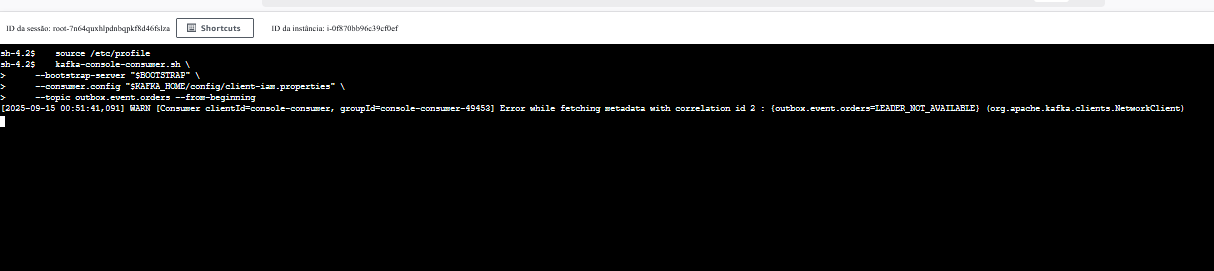 ID da sessão: root-7n64quxhlpdnbqpkf8d46fslza Shortcuts ID da instância: i-0f870bb96c39cf0ef
sh-4.2$ source /etc/profile
sh-4.2$ kafka-console-consumer.sh \
> --bootstrap-server "$BOOTSTRAP" \
> --consumer.config "$KAFKA_HOME/config/client-iam.properties" \
> --topic outbox.event.orders --from-beginning
[2025-09-15 00:51:41,091] WARN [Consumer clientId=console-consumer, groupId=console-consumer-49453] Error while fetching metadata with correlation id 2 : {outbox.event.orders=LEADER_NOT_AVAILABLE} (org.apache.kafka.clients.NetworkClient)